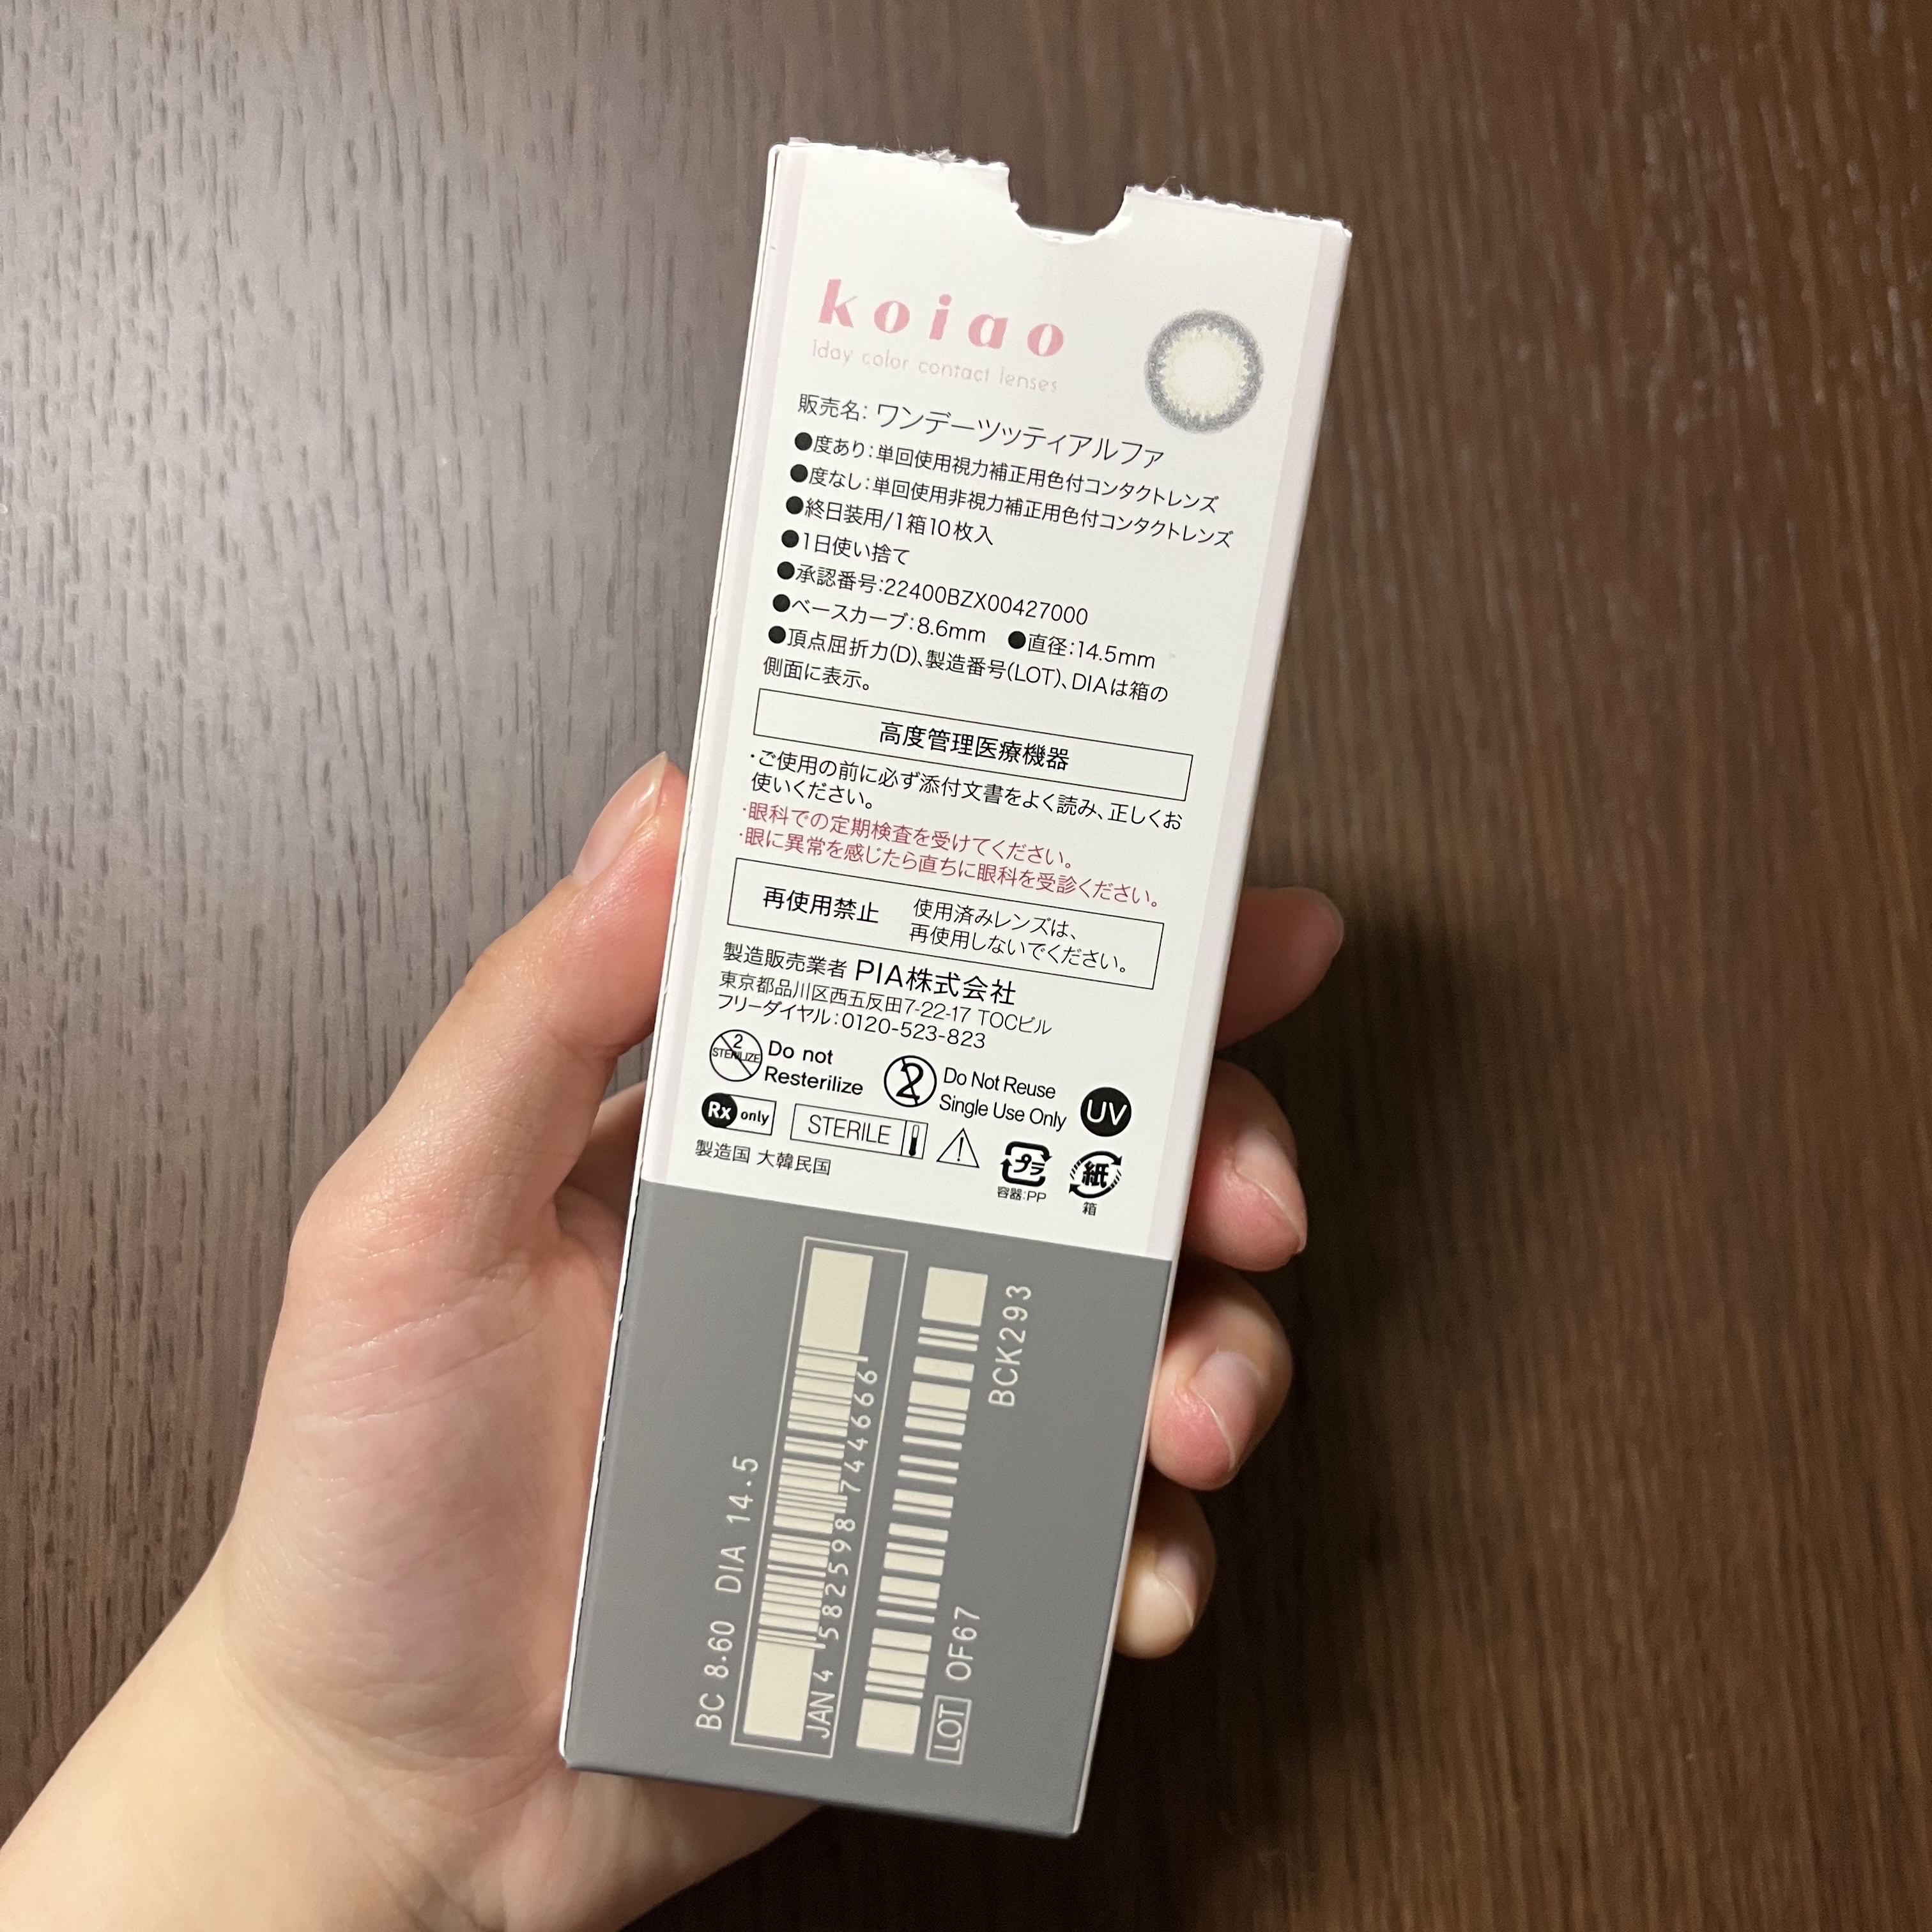 koiao
1day color contact lenses
販売名: ワンデーツッティアルファ
●度あり:単回使用視力補正用色付コンタクトレンズ
●度なし:単回使用非視力補正用色付コンタクトレンズ
●終日装用/1箱10枚入
●1日使い捨て
●承認番号:22400BZX00427000
●ベースカーブ:8.6mm ●直径:14.5mm
●頂点屈折力(D)、製造番号(LOT)、DIAは箱の
側面に表示。
高度管理医療機器
・ご使用の前に必ず添付文書をよく読み、正しくお
使いください。
・眼科での定期検査を受けてください。
・眼に異常を感じたら直ちに眼科を受診ください。
再使用禁止
使用済みレンズは、
再使用しないでください。
製造販売業者 PIA株式会社
東京都品川区西五反田7-22-17 TOCビル
フリーダイヤル:0120-523-823
2
STERILIZE
Do not
Resterilize
2
Do Not Reuse
Single Use Only
UV
Rx only
STERILE
!
プラ
容器:PP
紙
箱
製造国 大韓民国
BC 8.60 DIA 14.5
JAN 4 582598 744666
BCK293
LOT OF67